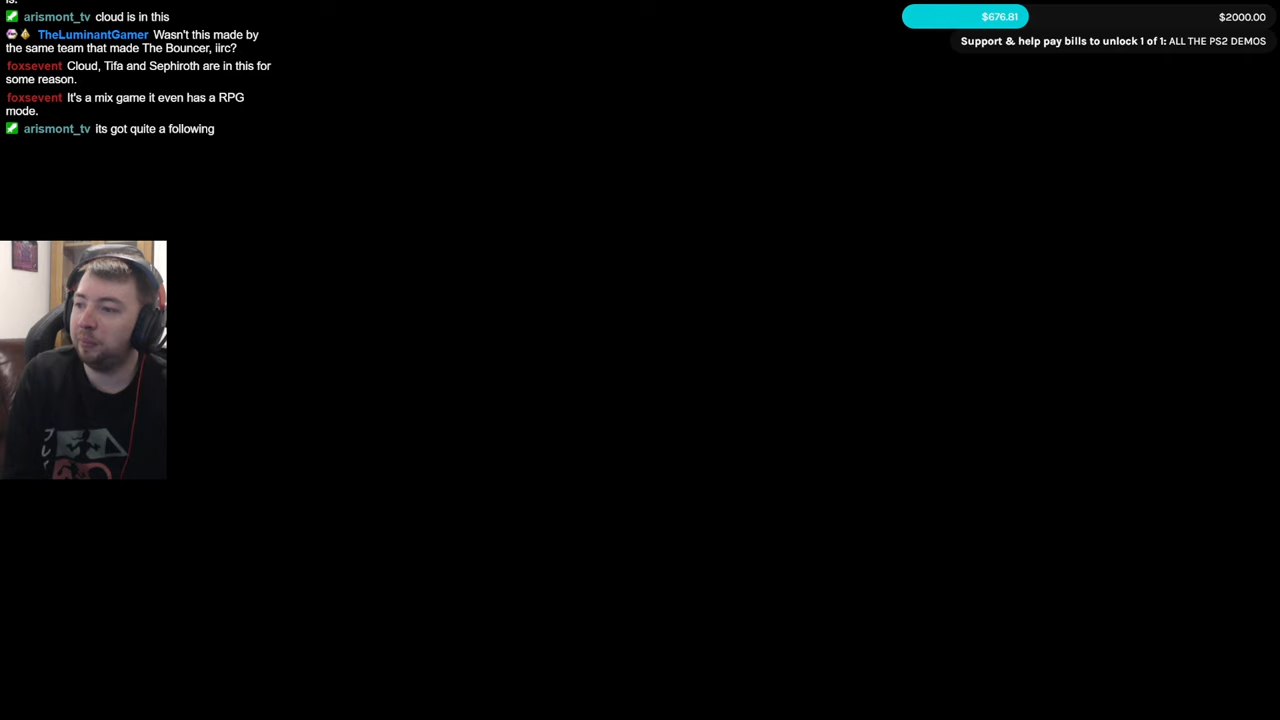 is.
arismont_tv cloud is in this
TheLuminantGamer Wasn't this made by
the same team that made The Bouncer, iirc?
foxsevent Cloud, Tifa and Sephiroth are in this for
some reason.
foxsevent It's a mix game it even has a RPG
mode.
arismont_tv its got quite a following
$676.81
$2000.00
Support & help pay bills to unlock 1 of 1: ALL THE PS2 DEMOS
プ
レ